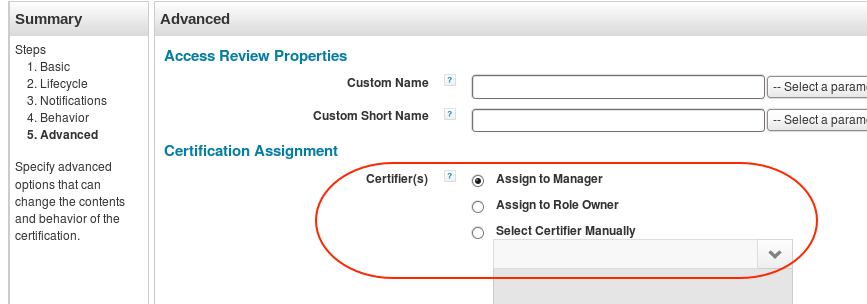 Summary
Steps
1. Basic
2. Lifecycle
3. Notifications
4. Behavior
5. Advanced
Specify advanced
options that can
change the contents
and behavior of the
certification.
Advanced
Access Review Properties
Custom Name ? -- Select a param
Custom Short Name ? -- Select a param
Certification Assignment
Certifier(s) ? Assign to Manager
Assign to Role Owner
Select Certifier Manually